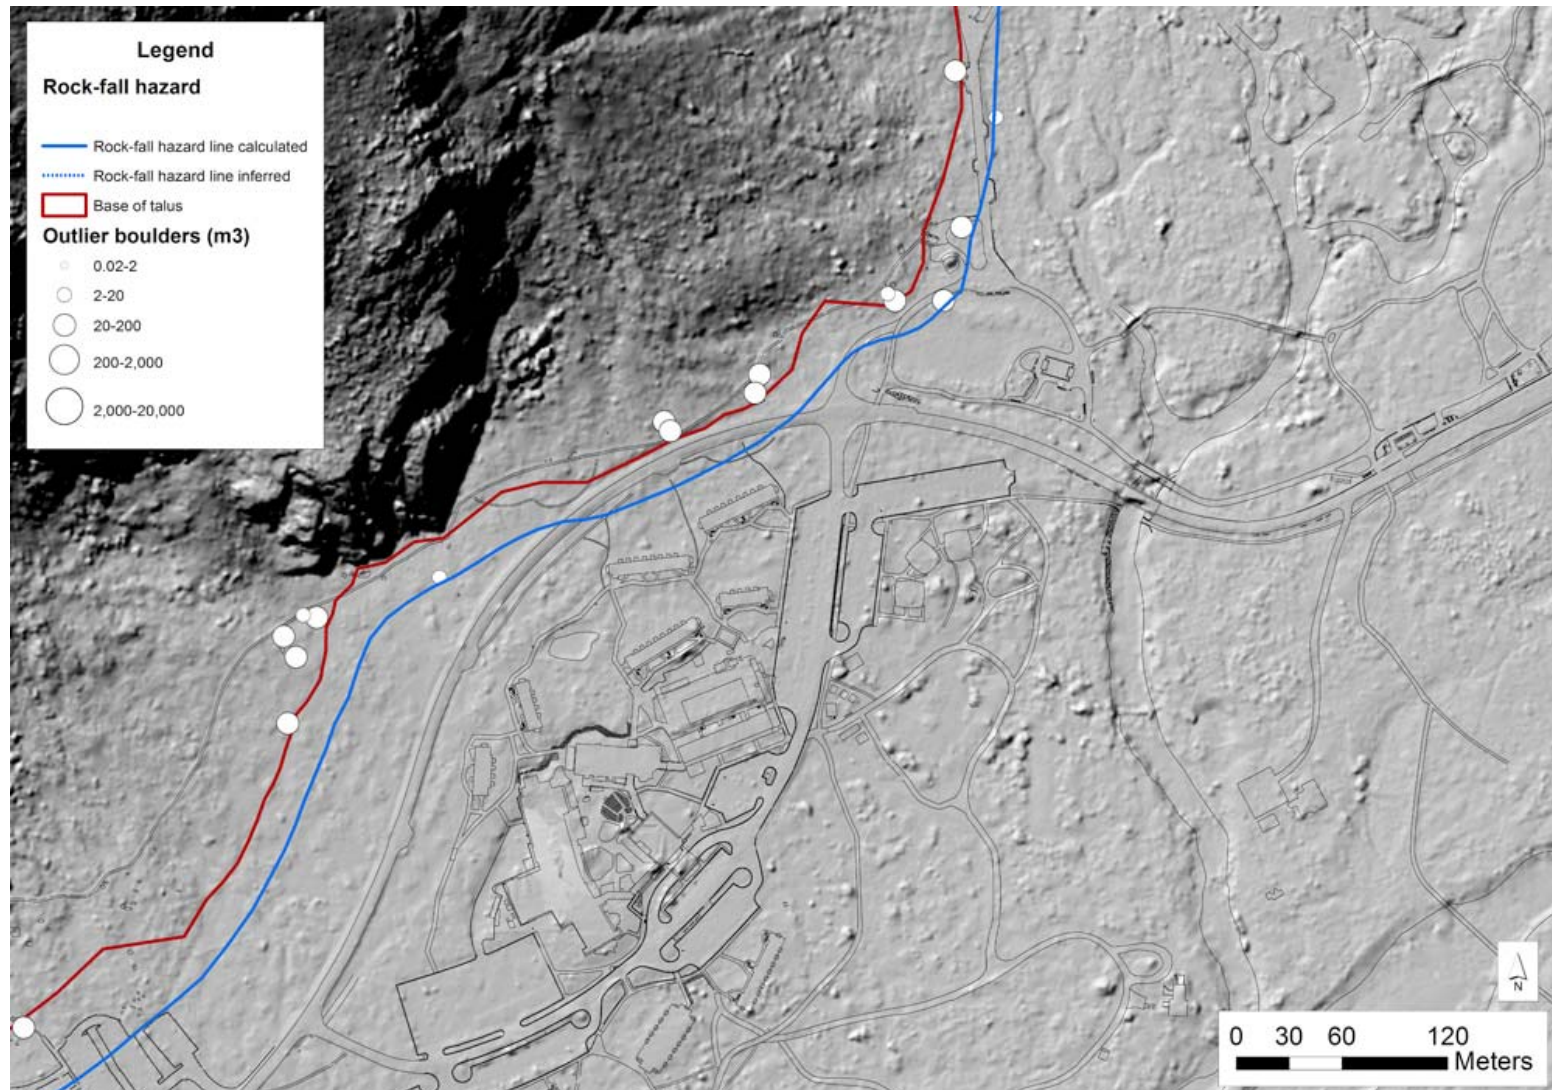 Legend
Rock-fall hazard
Rock-fall hazard line calculated
Rock-fall hazard line inferred
Base of talus
Outlier boulders (m3)
0.02-2
2-20
20-200
200-2,000
2,000-20,000
N
0 30 60 120
Meters